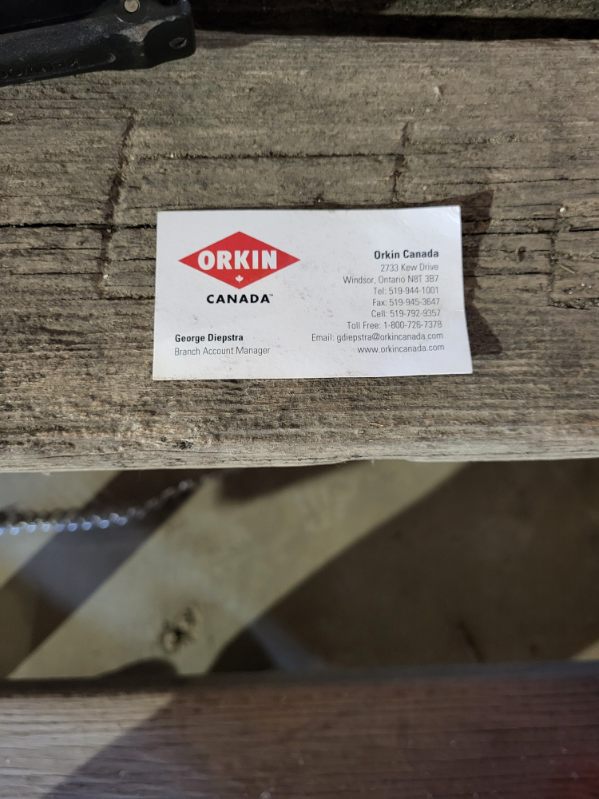 ORKIN
CANADA™
George Diepstra
Branch Account Manager
Orkin Canada
2733 Kew Drive
Windsor, Ontario N8T 3B7
Tel: 519-944-1001
Fax: 519-945-3647
Cell: 519-792-9357
Toll Free: 1-800-726-7378
Email: gdiepstra@orkincanada.com
www.orkincanada.com